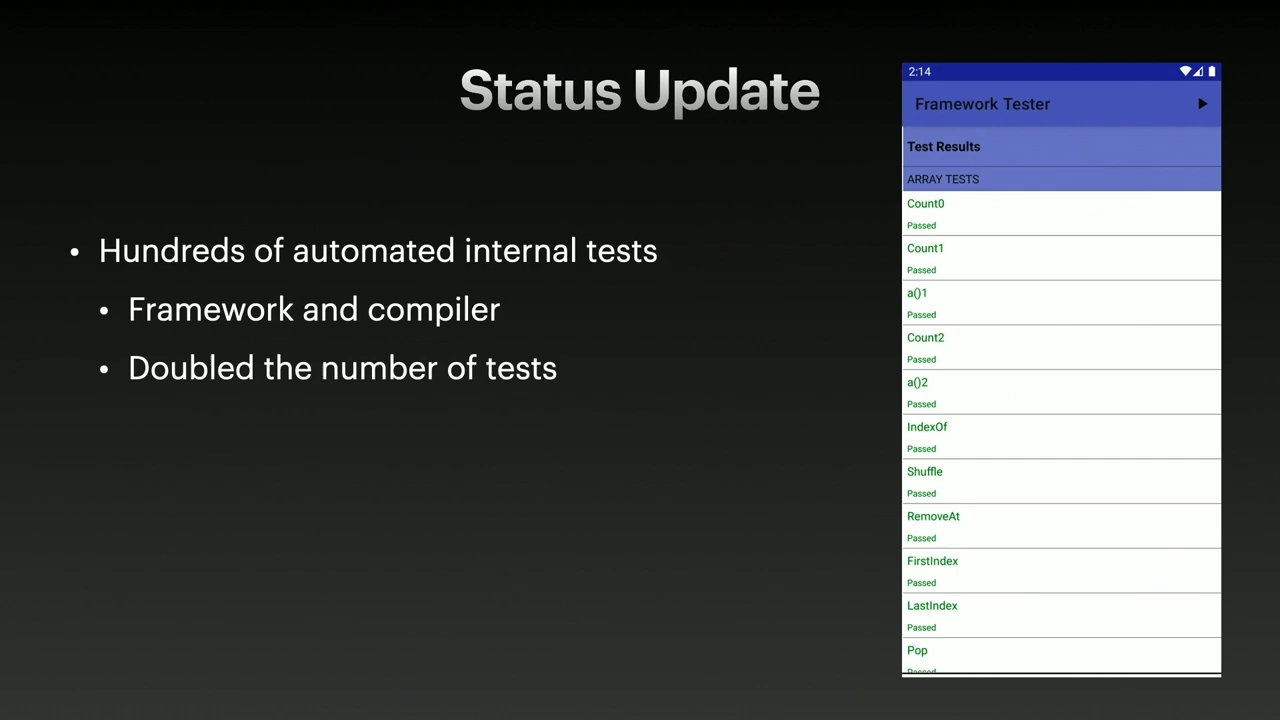 Status Update
• Hundreds of automated internal tests
• Framework and compiler
• Doubled the number of tests
2:14
Framework Tester
Test Results
ARRAY TESTS
Count0
Passed
Count1
Passed
a()1
Passed
Count2
Passed
a()2
Passed
IndexOf
Passed
Shuffle
Passed
RemoveAt
Passed
FirstIndex
Passed
LastIndex
Passed
Pop
Passed